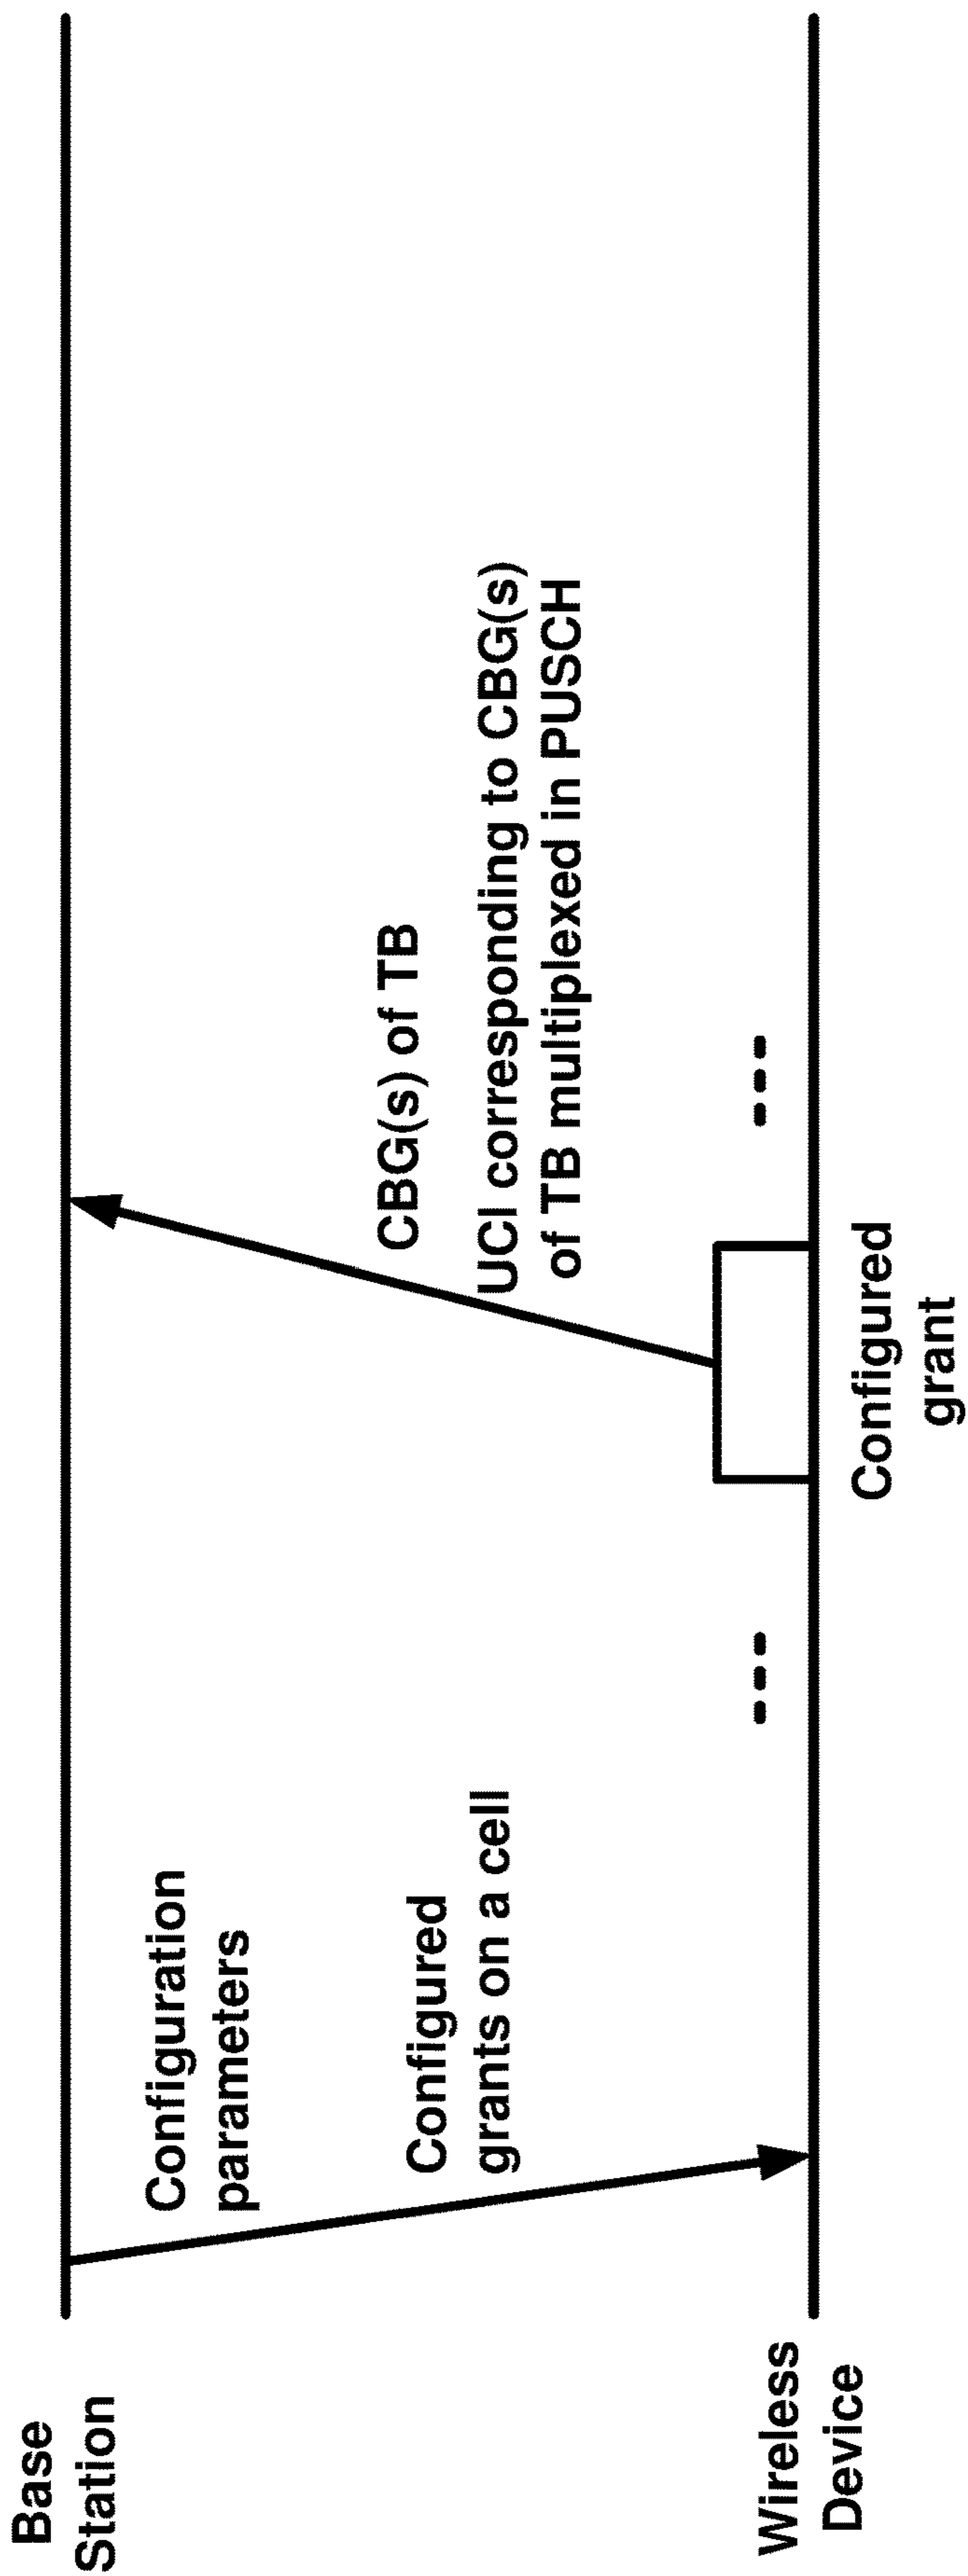 Base
Station
Configuration
parameters
Configured
grants on a cell
CBG(s) of TB
UCI corresponding to CBG(s)
of TB multiplexed in PUSCH
Wireless
Device
Configured
grant